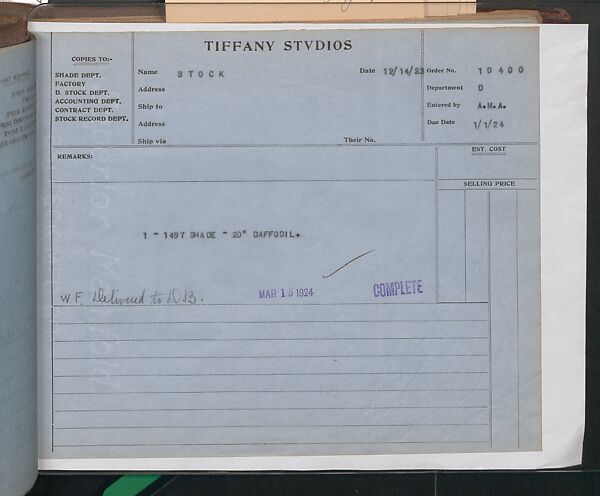 TIFFANY STVDIOS
COPIES TO:-
SHADE DEPT.
FACTORY
D. STOCK DEPT.
ACCOUNTING DEPT.
CONTRACT DEPT.
STOCK RECORD DEPT.
Name STOCK Date 12/14/23
Address
Ship to
Address
Ship via Their No.
Order No. 10400
Department D
Entered by A.M.A.
Due Date 1/1/24
REMARKS:
EST. COST
SELLING PRICE
1 - 1497 SHADE - 20" DAFFODIL.
W.F. Delivered to D.B. MAR 15 1924 COMPLETE